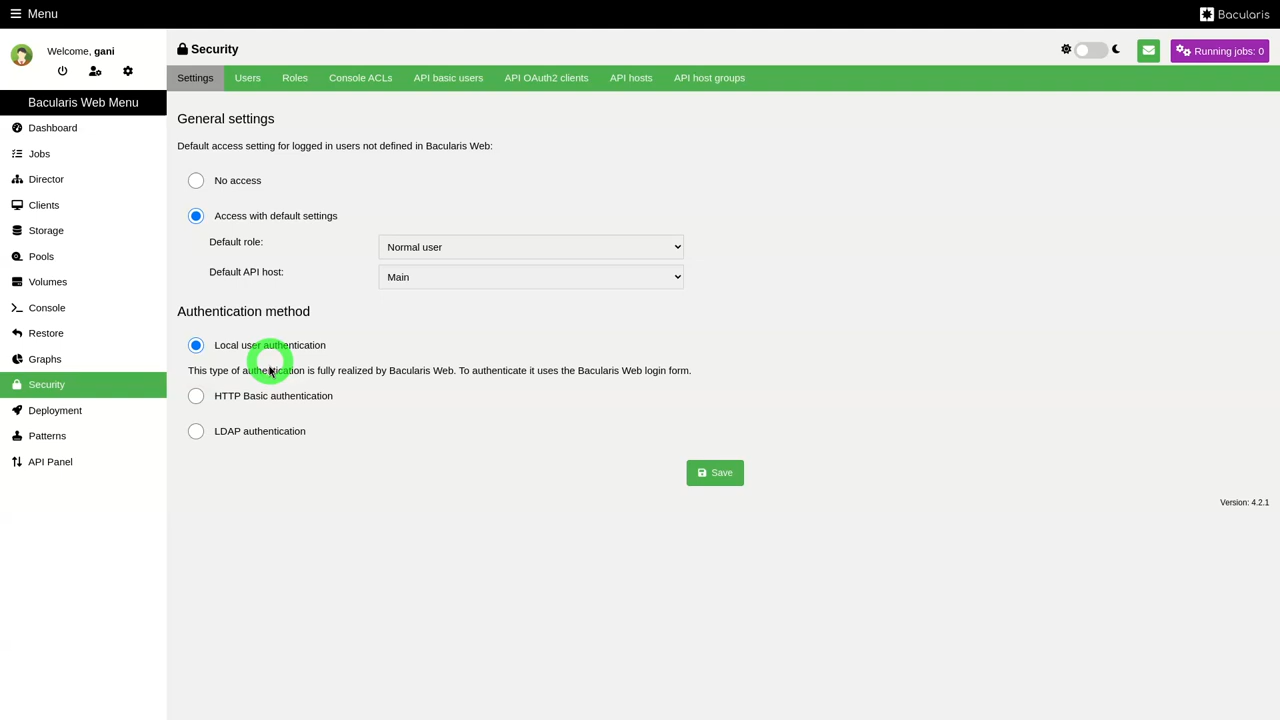 Menu
Bacularis
Welcome, gani
Bacularis Web Menu
Dashboard
Jobs
Director
Clients
Storage
Pools
Volumes
Console
Restore
Graphs
Security
Deployment
Patterns
API Panel
Security
Running jobs: 0
Settings Users Roles Console ACLs API basic users API OAuth2 clients API hosts API host groups
General settings
Default access setting for logged in users not defined in Bacularis Web:
No access
Access with default settings
Default role: Normal user
Default API host: Main
Authentication method
Local user authentication
This type of authentication is fully realized by Bacularis Web. To authenticate it uses the Bacularis Web login form.
HTTP Basic authentication
LDAP authentication
Save
Version: 4.2.1